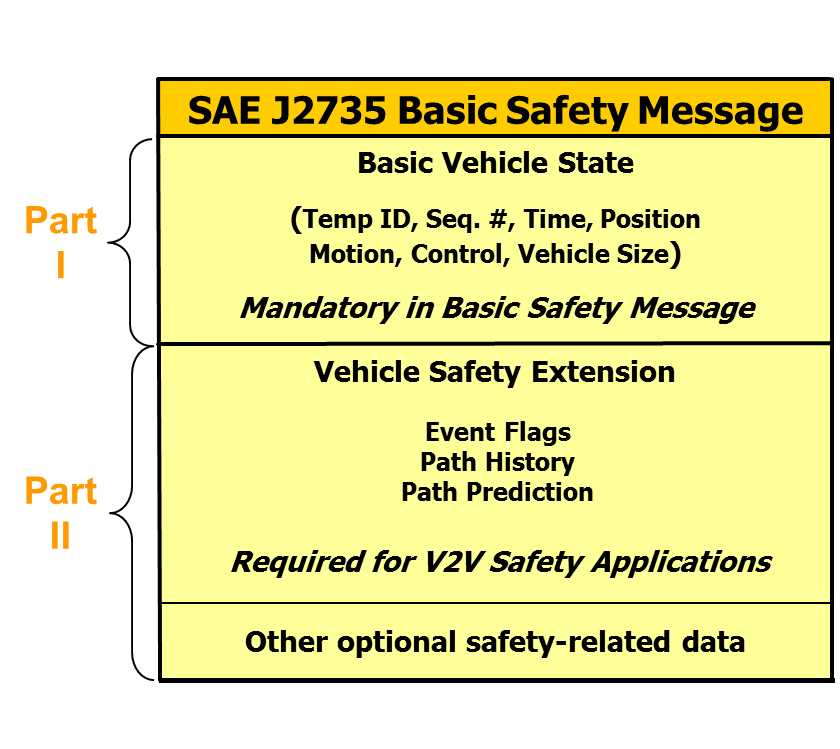 SAE J2735 Basic Safety Message
Part
I
Basic Vehicle State
(Temp ID, Seq. #, Time, Position
Motion, Control, Vehicle Size)
Mandatory in Basic Safety Message
Part
II
Vehicle Safety Extension
Event Flags
Path History
Path Prediction
Required for V2V Safety Applications
Other optional safety-related data